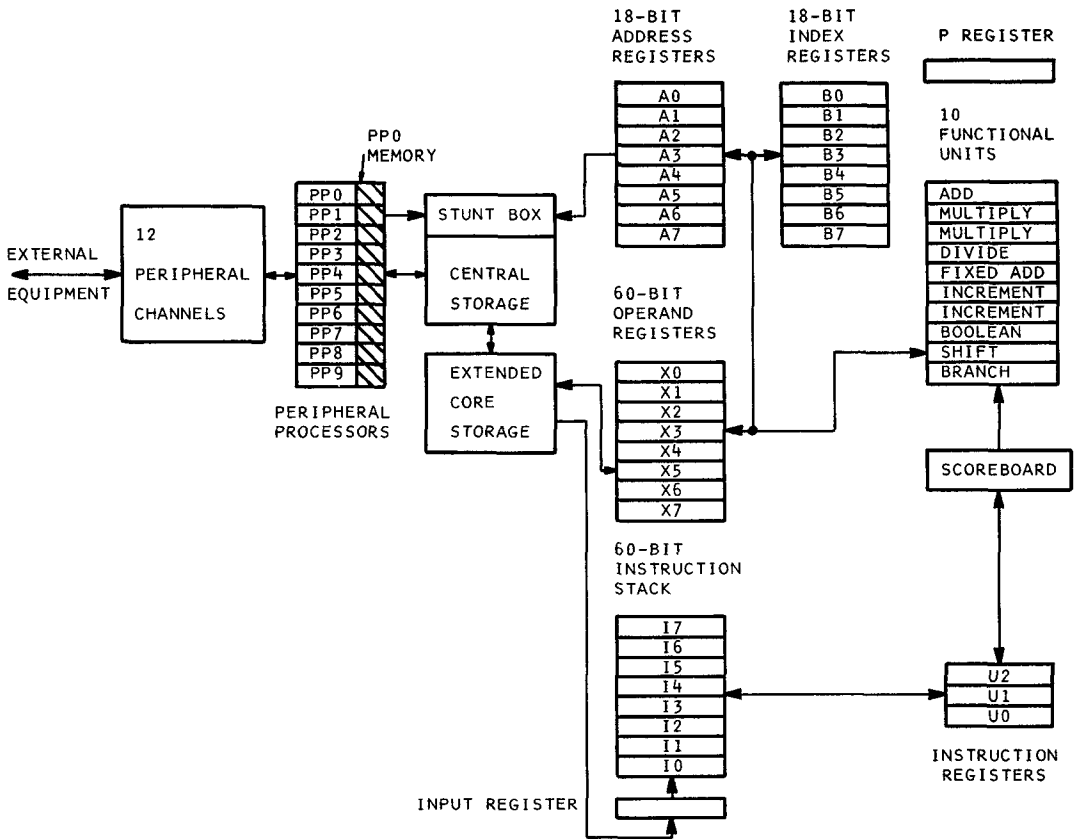 18-BIT
ADDRESS
REGISTERS
A0
A1
A2
A3
A4
A5
A6
A7
18-BIT
INDEX
REGISTERS
B0
B1
B2
B3
B4
B5
B6
B7
P REGISTER
10
FUNCTIONAL
UNITS
ADD
MULTIPLY
MULTIPLY
DIVIDE
FIXED ADD
INCREMENT
INCREMENT
BOOLEAN
SHIFT
BRANCH
PP0
MEMORY
PP0
PP1
PP2
PP3
PP4
PP5
PP6
PP7
PP8
PP9
PERIPHERAL
PROCESSORS
EXTERNAL
EQUIPMENT
12
PERIPHERAL
CHANNELS
STUNT BOX
CENTRAL
STORAGE
EXTENDED
CORE
STORAGE
60-BIT
OPERAND
REGISTERS
X0
X1
X2
X3
X4
X5
X6
X7
SCOREBOARD
60-BIT
INSTRUCTION
STACK
I7
I6
I5
I4
I3
I2
I1
I0
INPUT REGISTER
U2
U1
U0
INSTRUCTION
REGISTERS